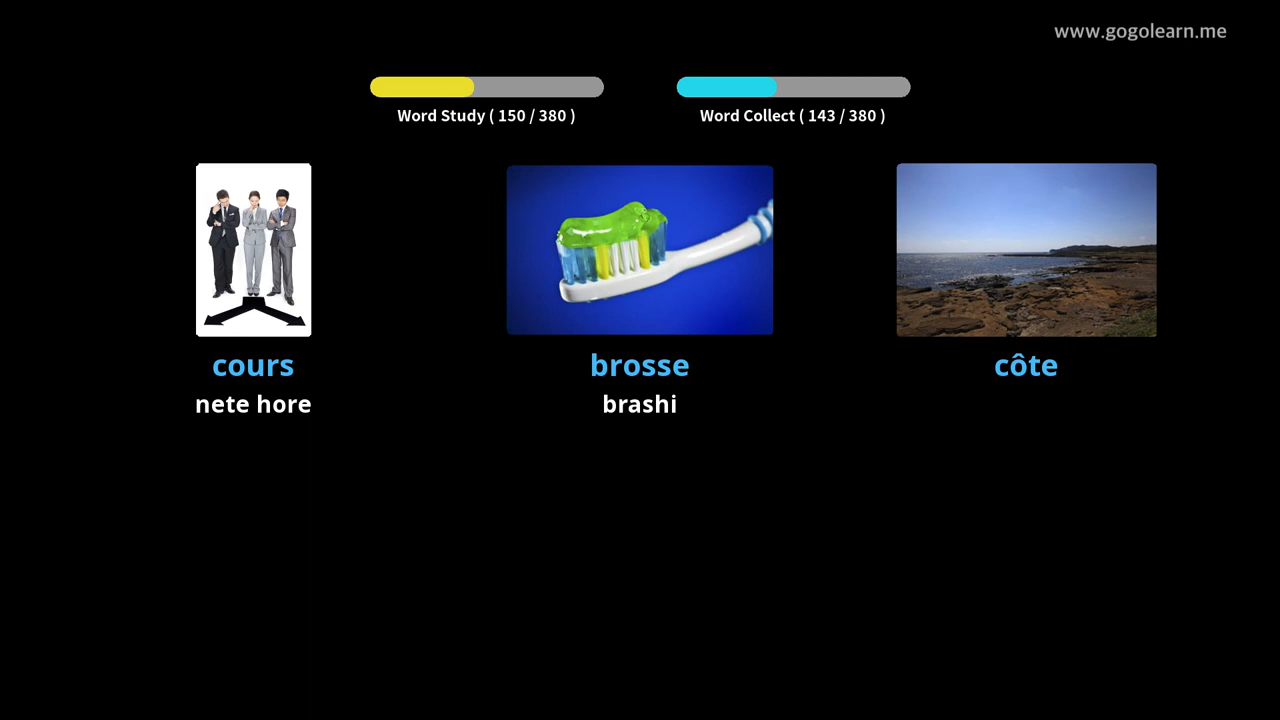 www.gogolearn.me
Word Study ( 150 / 380 )
Word Collect ( 143 / 380 )
cours
brosse
côte
nete hore
brashi